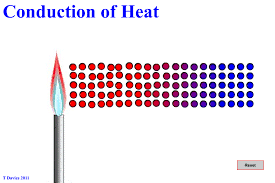 Conduction of Heat
Reset
T Davies 2011